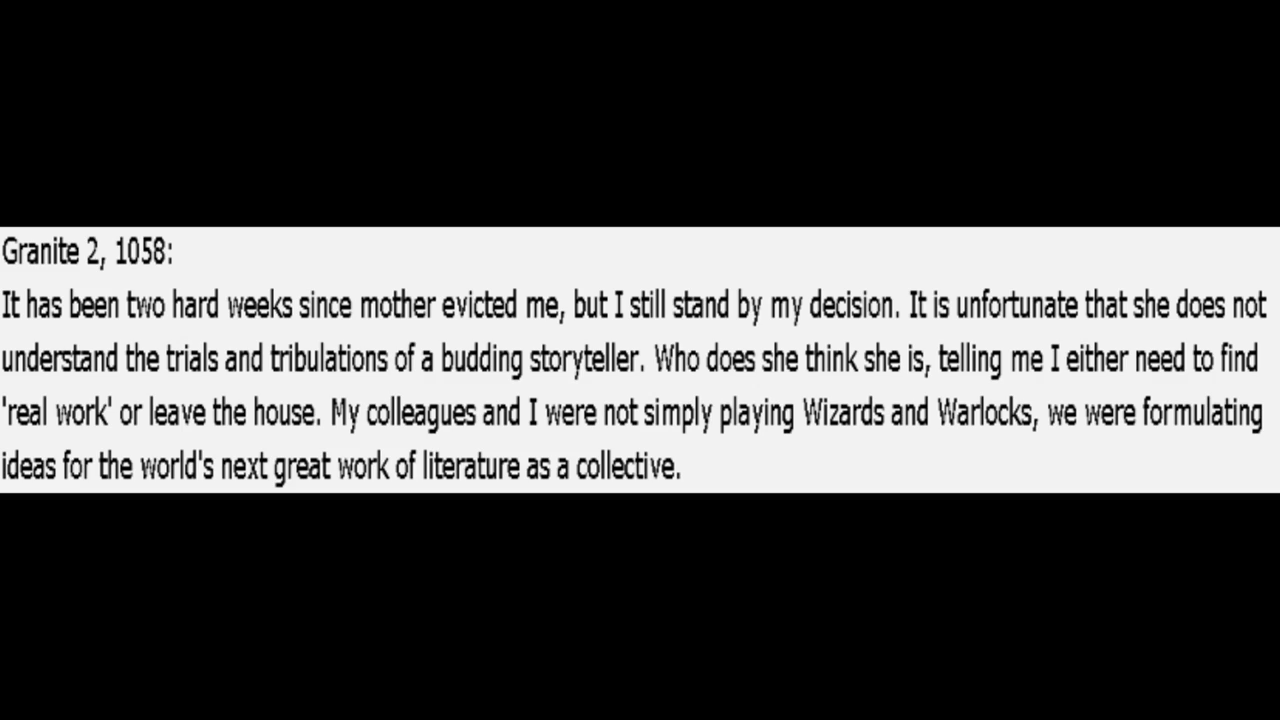 Granite 2, 1058:
It has been two hard weeks since mother evicted me, but I still stand by my decision. It is unfortunate that she does not
understand the trials and tribulations of a budding storyteller. Who does she think she is, telling me I either need to find
'real work' or leave the house. My colleagues and I were not simply playing Wizards and Warlocks, we were formulating
ideas for the world's next great work of literature as a collective.